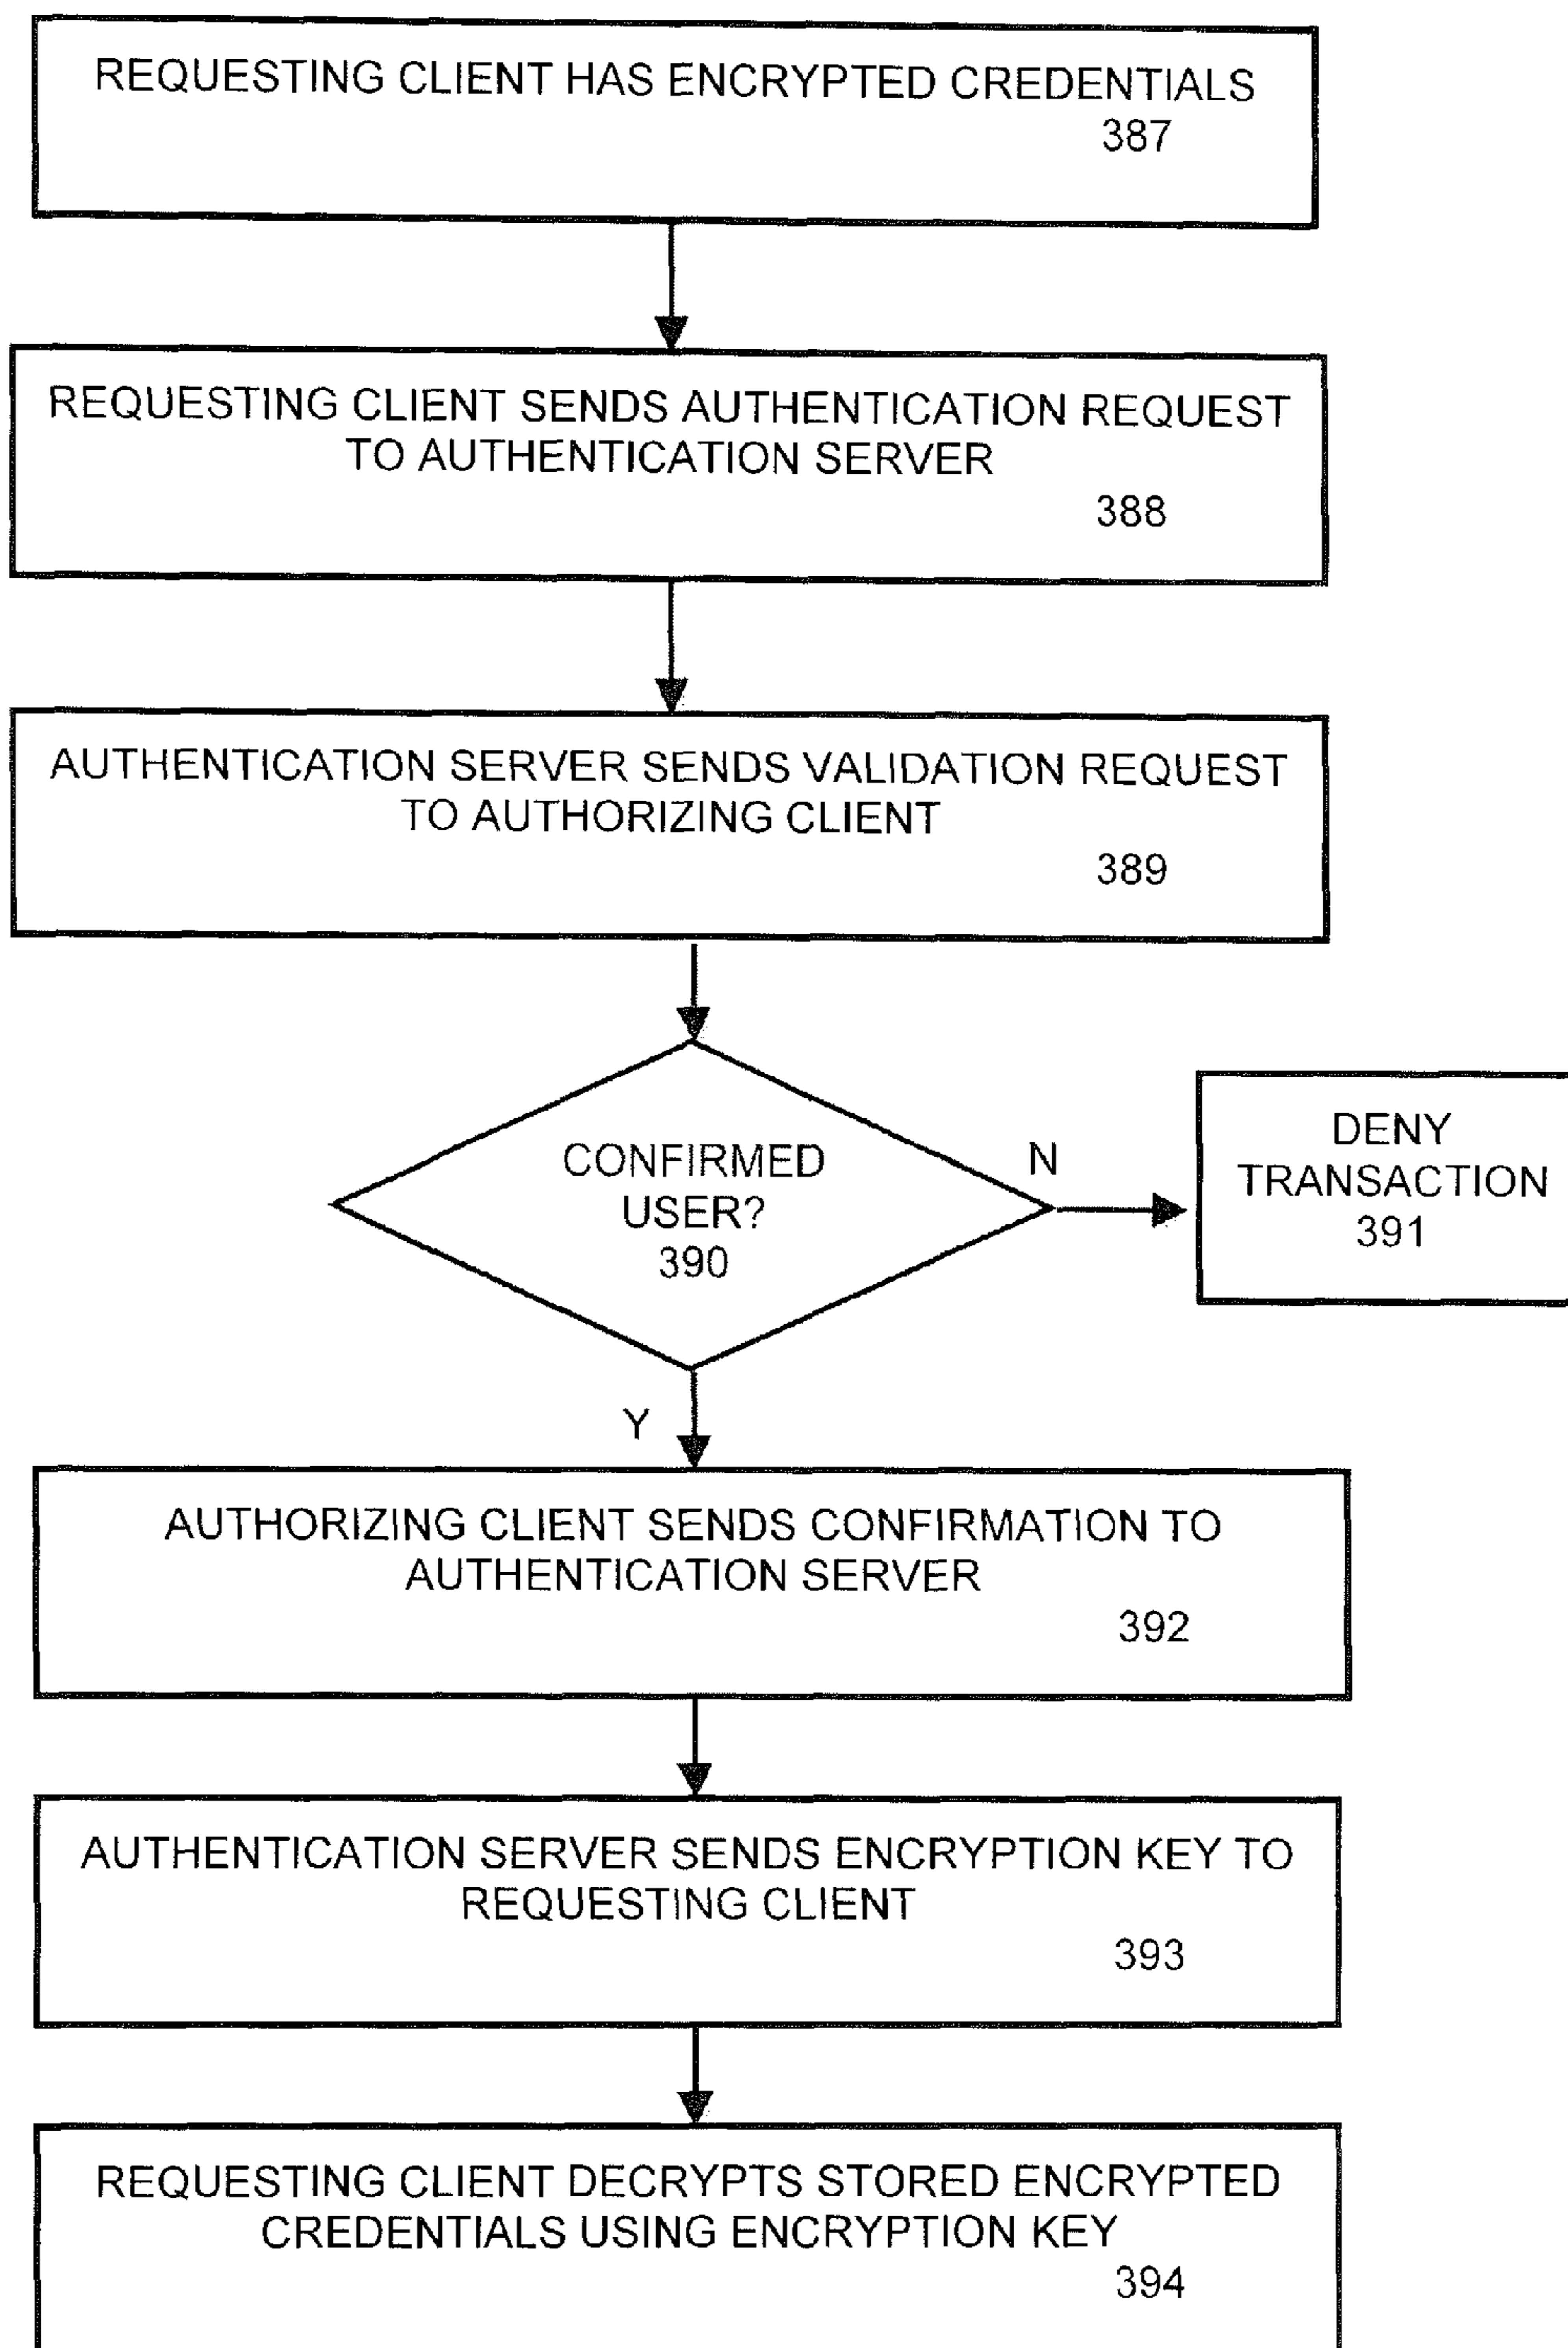 REQUESTING CLIENT HAS ENCRYPTED CREDENTIALS
387
REQUESTING CLIENT SENDS AUTHENTICATION REQUEST
TO AUTHENTICATION SERVER
388
AUTHENTICATION SERVER SENDS VALIDATION REQUEST
TO AUTHORIZING CLIENT
389
CONFIRMED
USER?
390
N
DENY
TRANSACTION
391
Y
AUTHORIZING CLIENT SENDS CONFIRMATION TO
AUTHENTICATION SERVER
392
AUTHENTICATION SERVER SENDS ENCRYPTION KEY TO
REQUESTING CLIENT
393
REQUESTING CLIENT DECRYPTS STORED ENCRYPTED
CREDENTIALS USING ENCRYPTION KEY
394